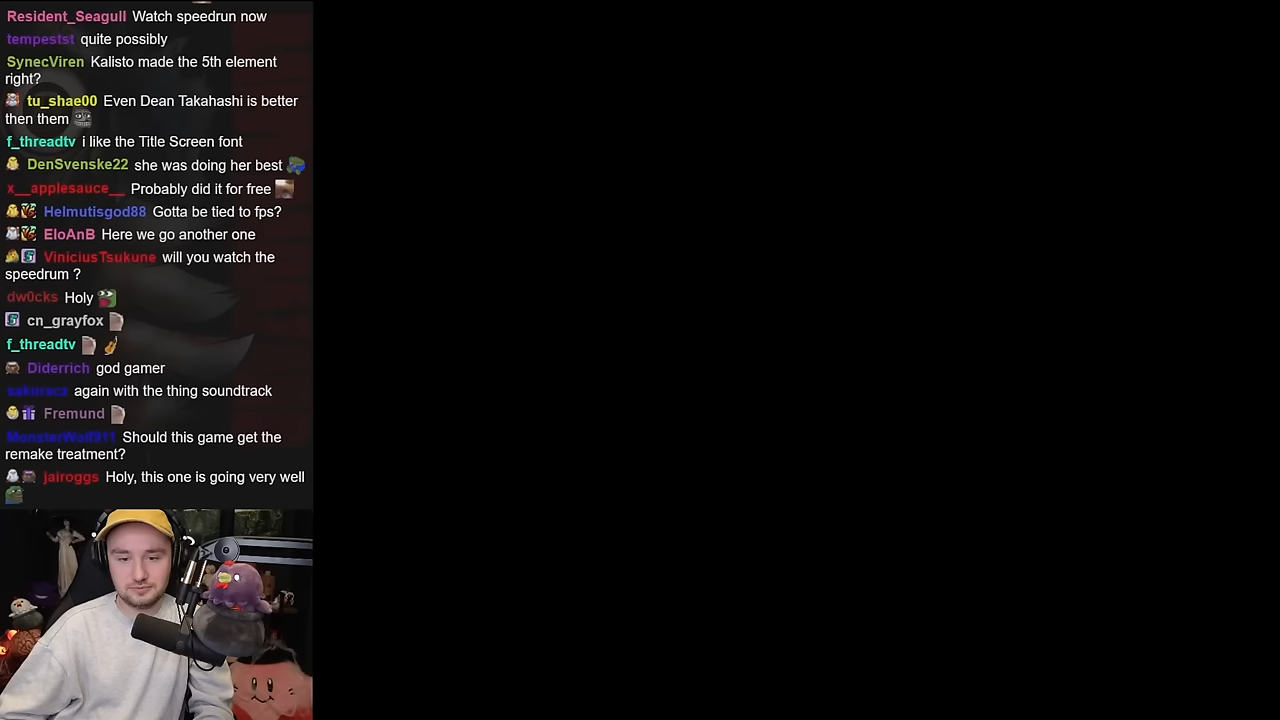 Resident_Seagull Watch speedrun now
tempestst quite possibly
SynecViren Kalisto made the 5th element
right?
tu_shae00 Even Dean Takahashi is better
then them
f_threadtv i like the Title Screen font
DenSvenske22 she was doing her best
x__applesauce__ Probably did it for free
Helmutisgod88 Gotta be tied to fps?
EloAnB Here we go another one
ViniciusTsukune will you watch the
speedrum ?
dw0cks Holy
cn_grayfox
f_threadtv
Diderrich god gamer
again with the thing soundtrack
Fremund
MonsterWolf911 Should this game get the
remake treatment?
jairoggs Holy, this one is going very well